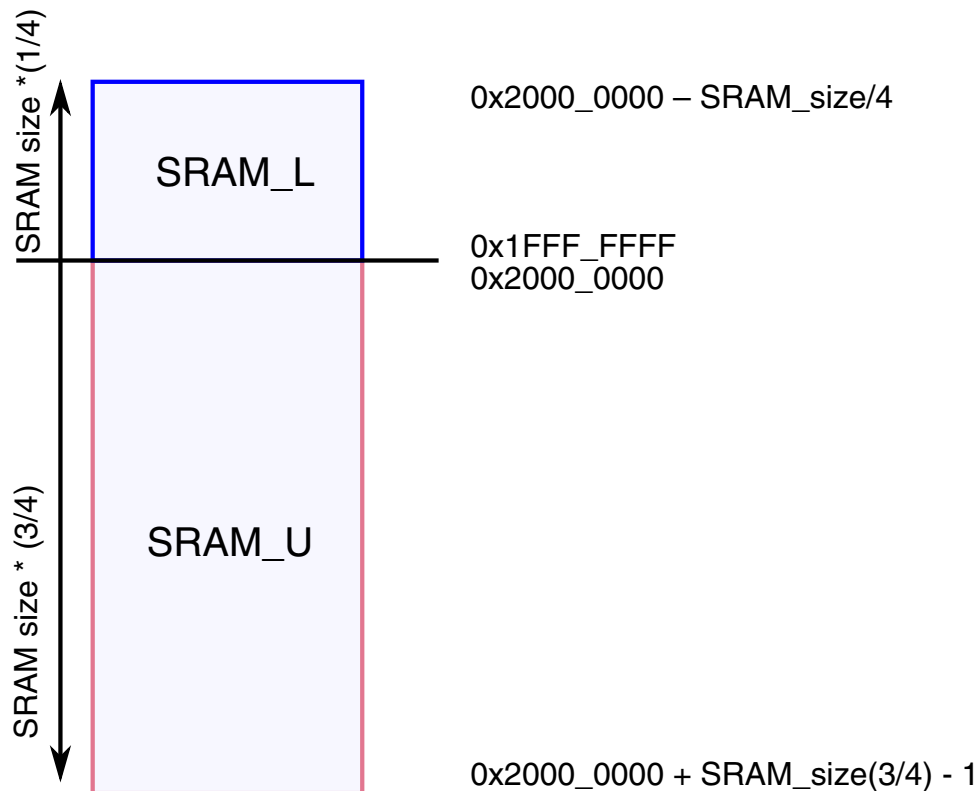 SRAM size *(1/4)
SRAM_L
0x2000_0000 – SRAM_size/4
0x1FFF_FFFF
0x2000_0000
SRAM size * (3/4)
SRAM_U
0x2000_0000 + SRAM_size(3/4) - 1